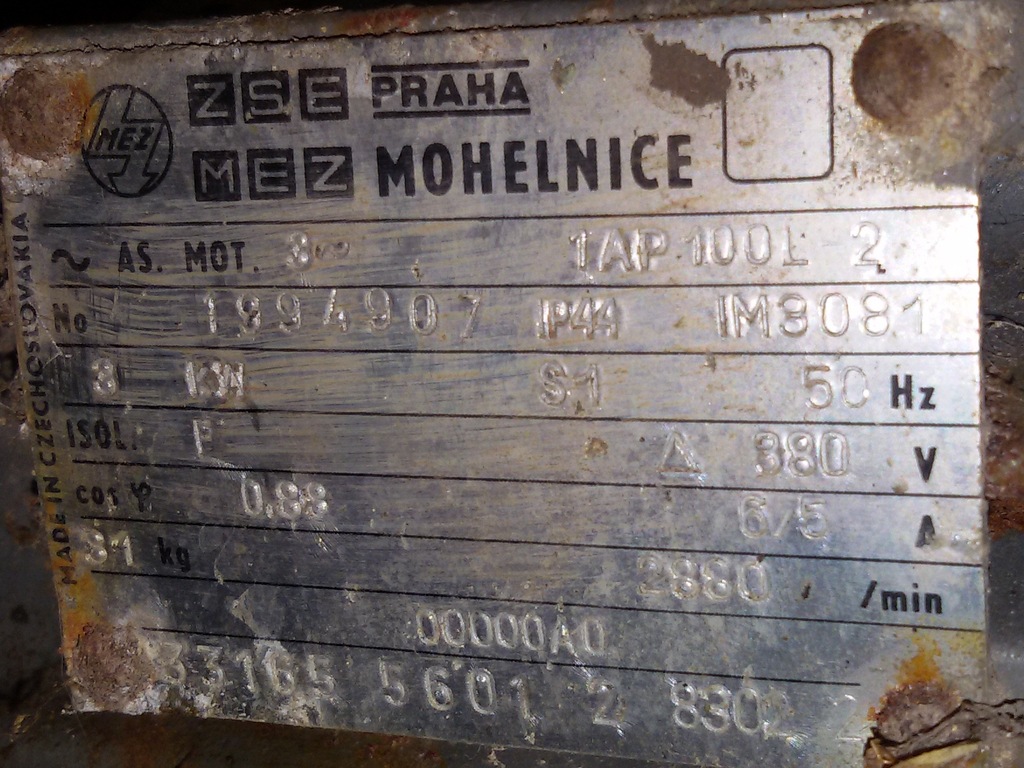 MEZ ZSE PRAHA
MEZ MOHELNICE
MADE IN CZECHOSLOVAKIA
~ AS. MOT. 3~ 1AP 100L 2
No 1994907 IP44 IM3081
3 kW S1 50 Hz
ISOL. F Δ 380 V
cos φ 0.88 6/5 A
31 kg 2880 /min
00000A0
33165 5601 2 830